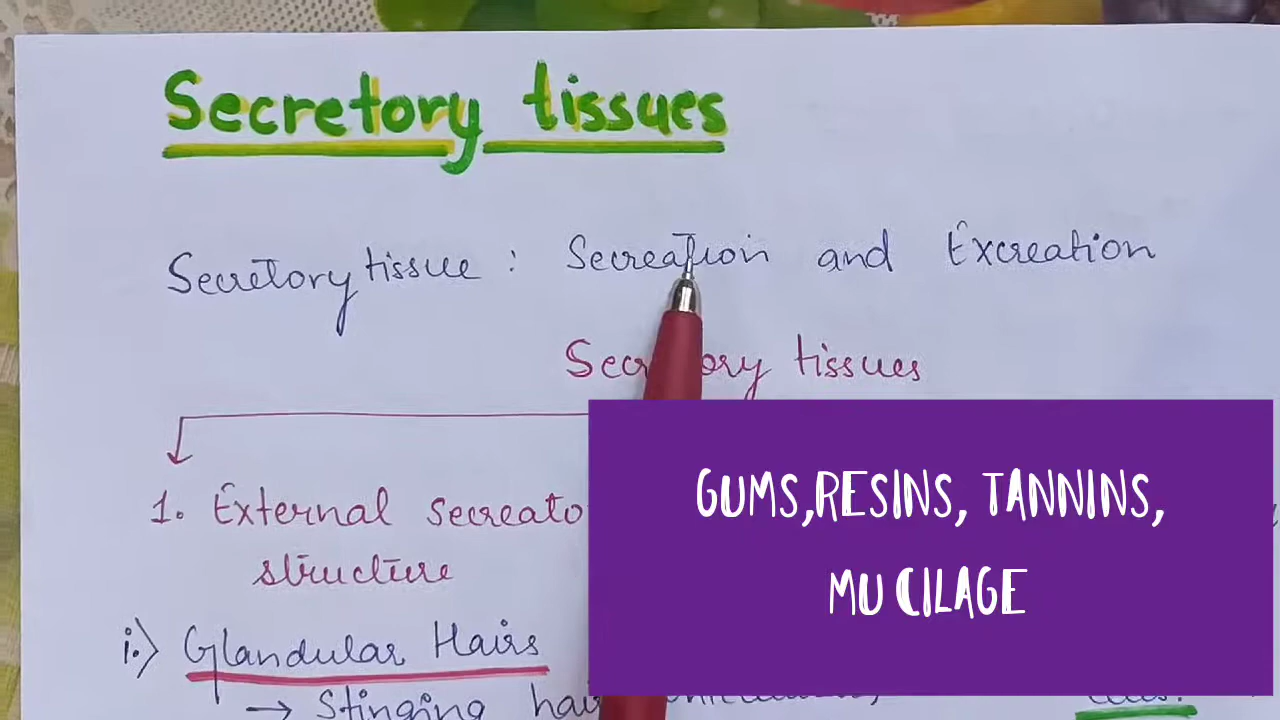 Secretory tissues
Secretory tissue : Secreation and Excreation
Secretory tissues
1. External secreato
structure
GUMS,RESINS, TANNINS,
MUCILAGE
i.) Glandular Hairs
→ Stinging hai